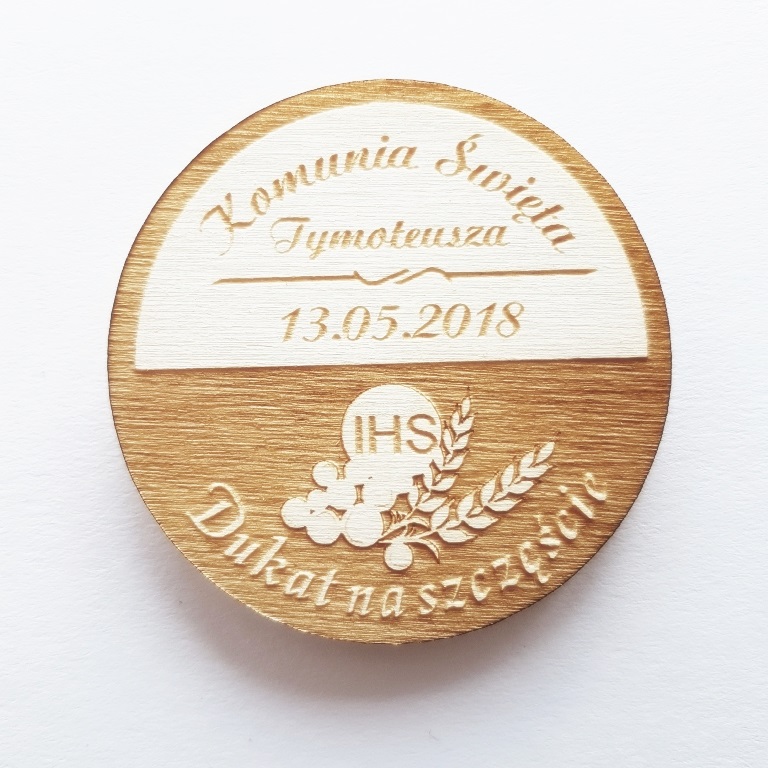 Komunia Święta
Tymoteusza
13.05.2018
IHS
Dukat na szczęście